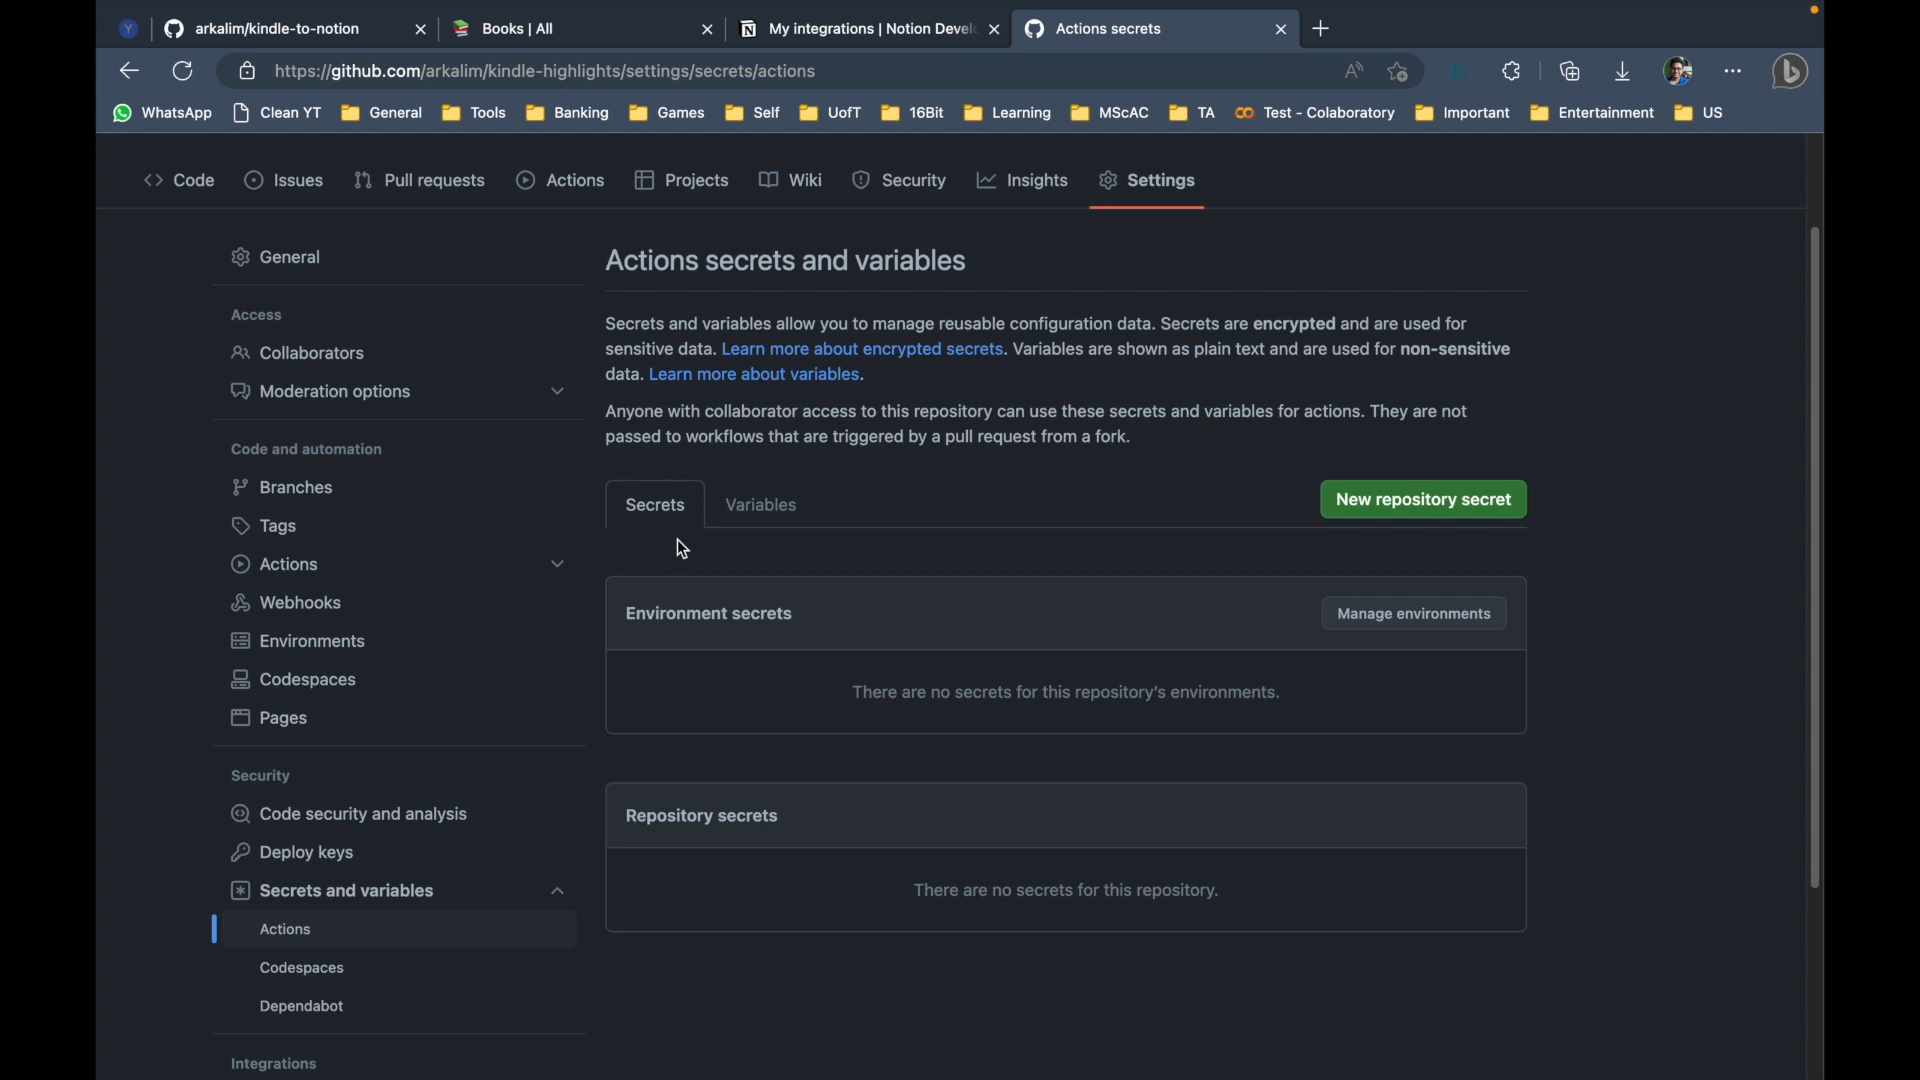 arkalim/kindle-to-notion
Books | All
My integrations | Notion Devel
Actions secrets
https://github.com/arkalim/kindle-highlights/settings/secrets/actions
WhatsApp
Clean YT
General
Tools
Banking
Games
Self
UofT
16Bit
Learning
MScAC
TA
Test - Colaboratory
Important
Entertainment
US
Code
Issues
Pull requests
Actions
Projects
Wiki
Security
Insights
Settings
General
Access
Collaborators
Moderation options
Code and automation
Branches
Tags
Actions
Webhooks
Environments
Codespaces
Pages
Security
Code security and analysis
Deploy keys
Secrets and variables
Actions
Codespaces
Dependabot
Integrations
Actions secrets and variables
Secrets and variables allow you to manage reusable configuration data. Secrets are encrypted and are used for
sensitive data. Learn more about encrypted secrets. Variables are shown as plain text and are used for non-sensitive
data. Learn more about variables.
Anyone with collaborator access to this repository can use these secrets and variables for actions. They are not
passed to workflows that are triggered by a pull request from a fork.
Secrets
Variables
New repository secret
Environment secrets
Manage environments
There are no secrets for this repository's environments.
Repository secrets
There are no secrets for this repository.